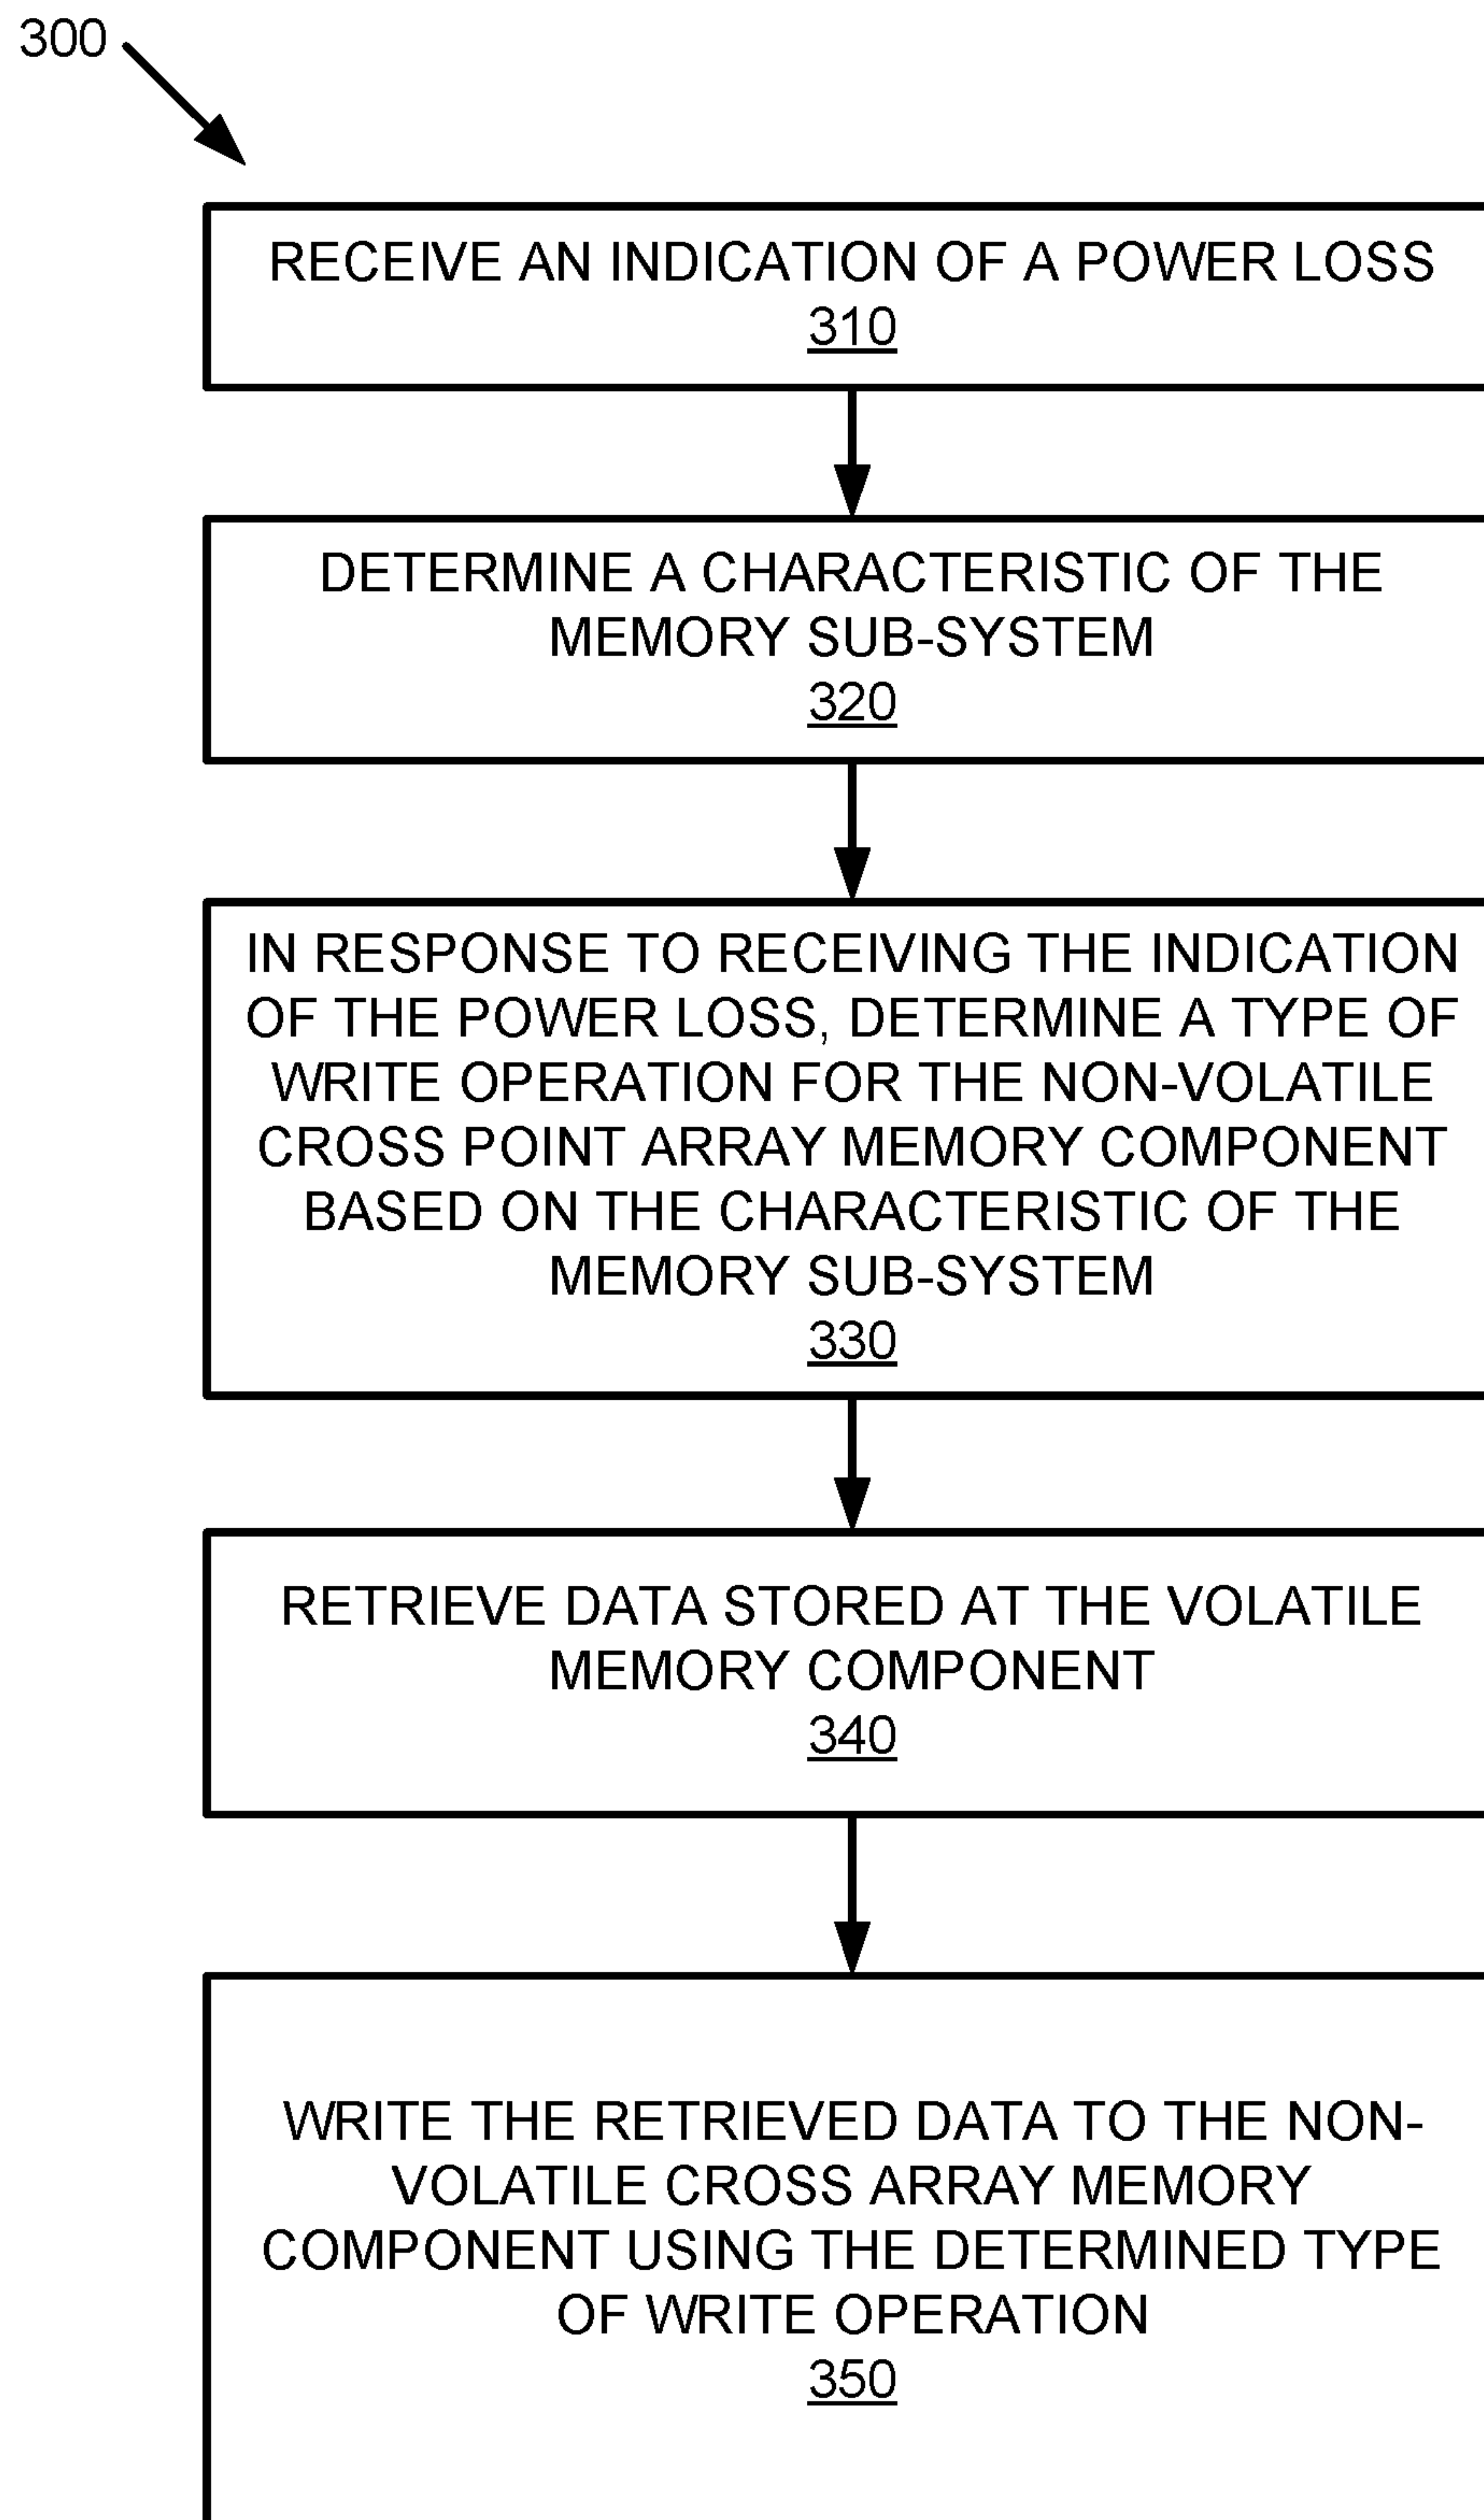 300
RECEIVE AN INDICATION OF A POWER LOSS
310
DETERMINE A CHARACTERISTIC OF THE
MEMORY SUB-SYSTEM
320
IN RESPONSE TO RECEIVING THE INDICATION
OF THE POWER LOSS, DETERMINE A TYPE OF
WRITE OPERATION FOR THE NON-VOLATILE
CROSS POINT ARRAY MEMORY COMPONENT
BASED ON THE CHARACTERISTIC OF THE
MEMORY SUB-SYSTEM
330
RETRIEVE DATA STORED AT THE VOLATILE
MEMORY COMPONENT
340
WRITE THE RETRIEVED DATA TO THE NON-
VOLATILE CROSS ARRAY MEMORY
COMPONENT USING THE DETERMINED TYPE
OF WRITE OPERATION
350